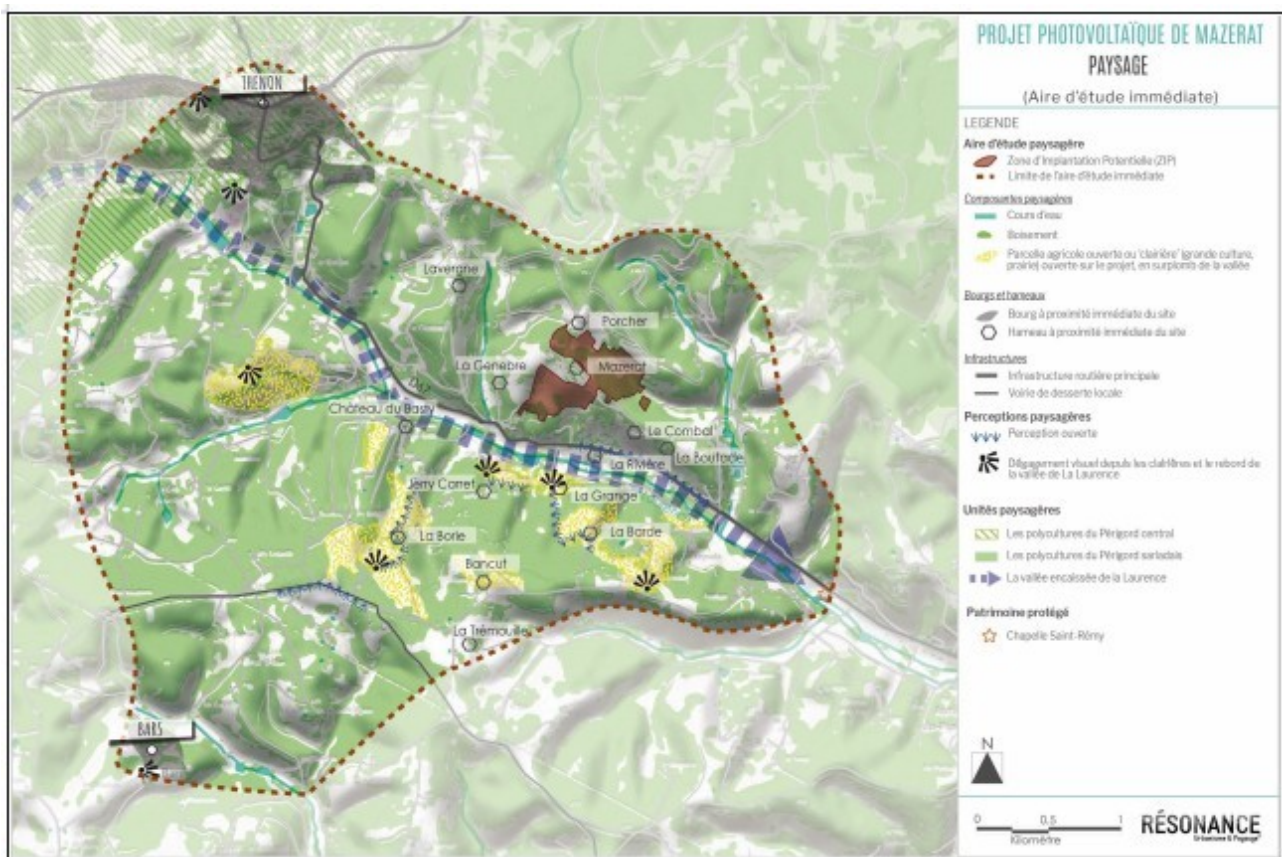 PROJET PHOTOVOLTAÏQUE DE MAZERAT
PAYSAGE
(Aire d'étude immédiate)
LEGENDE
Aire d'étude paysagère
Zone d'Implantation Potentielle (ZIP)
Limite de l'aire d'étude immédiate
Composantes paysagères
Cours d'eau
Boisement
Parcelle agricole ouverte ou 'clairière' (grande culture,
prairie) ouverte sur le projet, en surplomb de la vallée
Bourgs et hameaux
Bourg à proximité immédiate du site
Hameau à proximité immédiate du site
Infrastructures
Infrastructure routière principale
Voirie de desserte locale
Perceptions paysagères
Perception ouverte
Dégagement visuel depuis les clairières et le rebord de
la vallée de La Laurence
Unités paysagères
Les polycultures du Périgord central
Les polycultures du Périgord sarladais
La vallée encaissée de la Laurence
Patrimoine protégé
Chapelle Saint-Rémy
N
0 0,5 1
Kilomètre
RÉSONANCE
Urbanisme & Paysage
THENON
Lavergne
Porcher
La Genebre
Mazerat
Château du Basty
Le Combal
La Boutade
La Rivière
Jerry Carret
La Grange
La Borie
La Barde
Bancut
La Trémouille
BARS